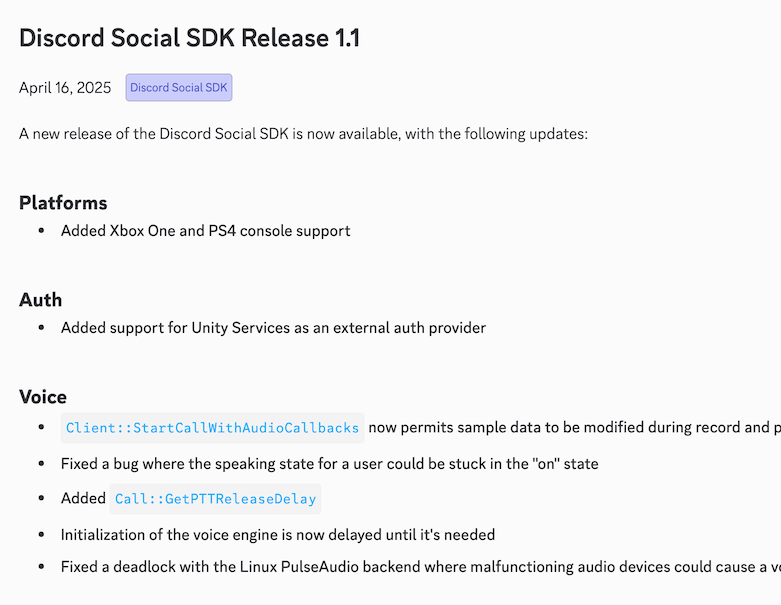 Discord Social SDK Release 1.1
April 16, 2025 Discord Social SDK
A new release of the Discord Social SDK is now available, with the following updates:
Platforms
• Added Xbox One and PS4 console support
Auth
• Added support for Unity Services as an external auth provider
Voice
• Client::StartCallWithAudioCallbacks now permits sample data to be modified during record and
• Fixed a bug where the speaking state for a user could be stuck in the "on" state
• Added Call::GetPTTReleaseDelay
• Initialization of the voice engine is now delayed until it's needed
• Fixed a deadlock with the Linux PulseAudio backend where malfunctioning audio devices could cause a